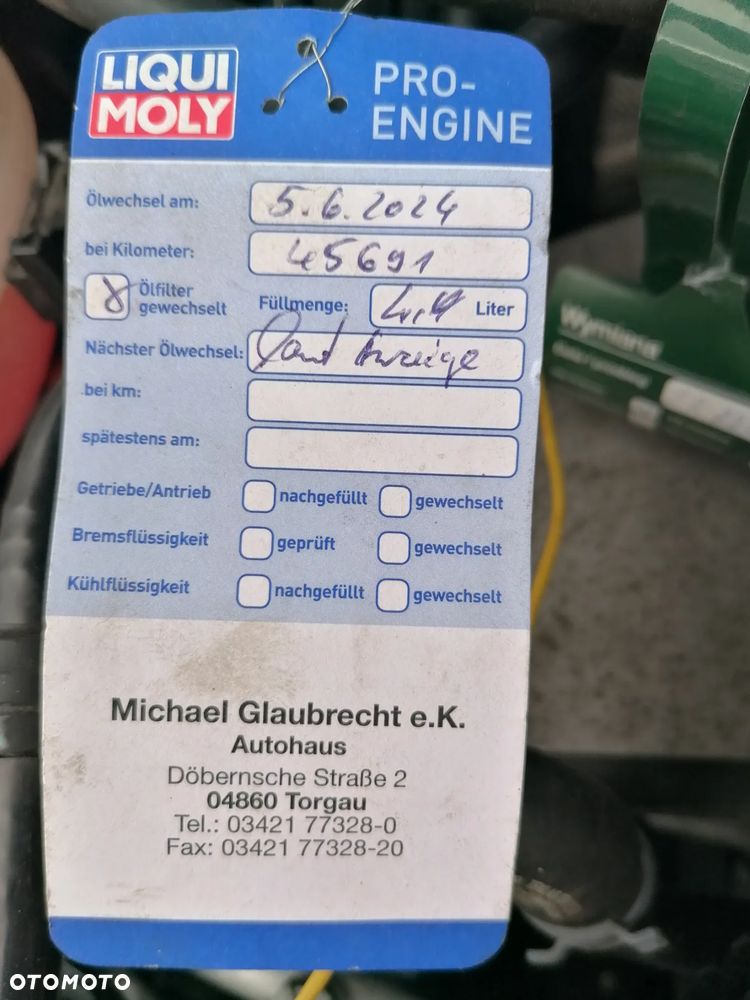 LIQUI
MOLY
PRO-
ENGINE
Ölwechsel am: 5.6.2024
bei Kilometer: 45691
Ölfilter
gewechselt
Füllmenge: 4,4 Liter
Nächster Ölwechsel: laut Anzeige
bei km:
spätestens am:
Getriebe/Antrieb nachgefüllt gewechselt
Bremsflüssigkeit geprüft gewechselt
Kühlflüssigkeit nachgefüllt gewechselt
Michael Glaubrecht e.K.
Autohaus
Döbernsche Straße 2
04860 Torgau
Tel.: 03421 77328-0
Fax: 03421 77328-20
Wymiana
OTOMOTO